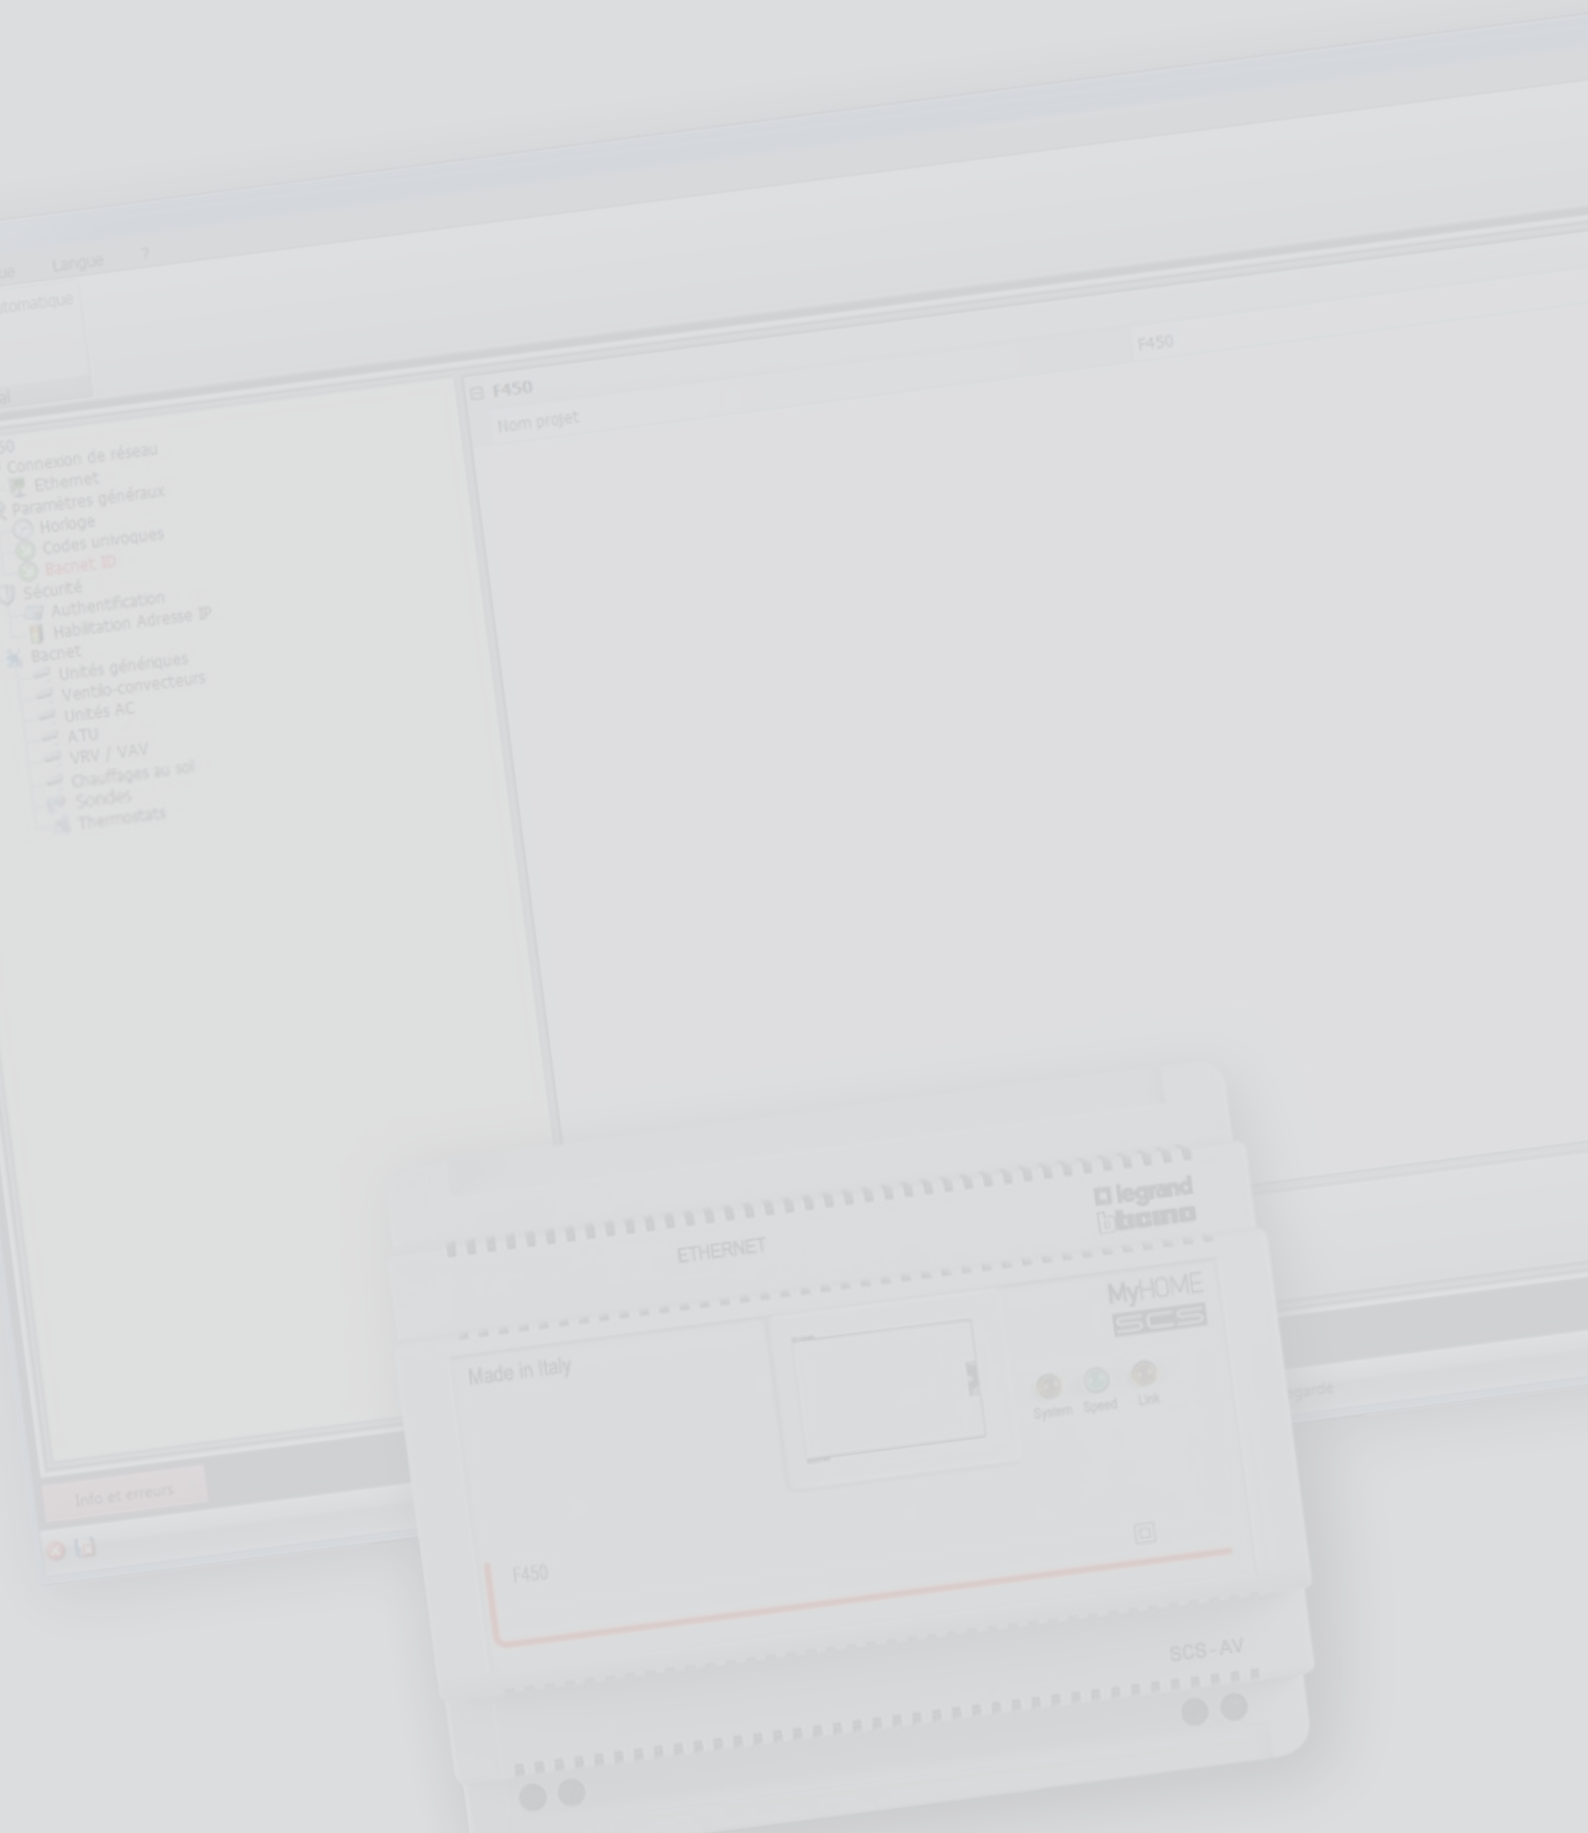 Langue ?
F450
F450
Nom projet
Connexion de réseau
Ethernet
Paramètres généraux
Horloge
Codes univoques
Bacnet ID
Sécurité
Authentification
Habilitation Adresse IP
Bacnet
Unités génériques
Ventilo-convecteurs
Unités AC
ATU
VRV / VAV
Chauffages au sol
Sondes
Thermostats
Info et erreurs
legrand
bticino
ETHERNET
MyHOME
SCS
Made in Italy
System Speed Link
F450
SCS-AV